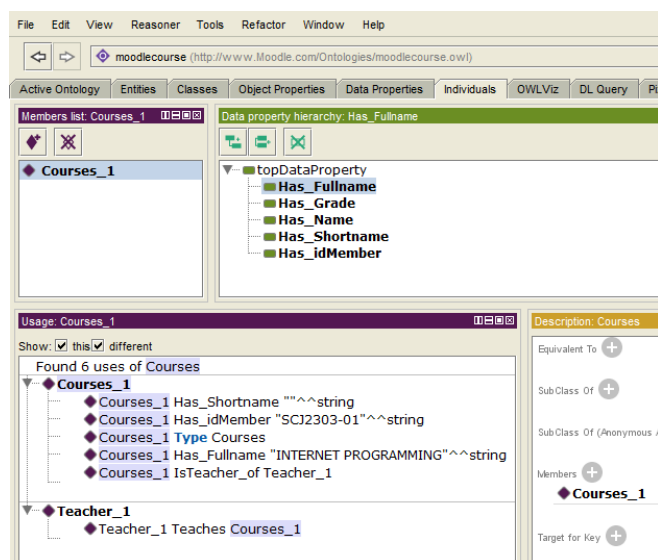 File Edit View Reasoner Tools Refactor Window Help
moodlecourse (http://www.Moodle.com/Ontologies/moodlecourse.owl)
Active Ontology Entities Classes Object Properties Data Properties Individuals OWLViz DL Query
Members list: Courses_1
Data property hierarchy: Has_Fullname
Courses_1
topDataProperty
Has_Fullname
Has_Grade
Has_Name
Has_Shortname
Has_idMember
Usage: Courses_1
Show: this different
Found 6 uses of Courses
Courses_1
Courses_1 Has_Shortname ""^^string
Courses_1 Has_idMember "SCJ2303-01"^^string
Courses_1 Type Courses
Courses_1 Has_Fullname "INTERNET PROGRAMMING"^^string
Courses_1 IsTeacher_of Teacher_1
Teacher_1
Teacher_1 Teaches Courses_1
Description: Courses
Equivalent To
SubClass Of
SubClass Of (Anonymous
Members
Courses_1
Target for Key